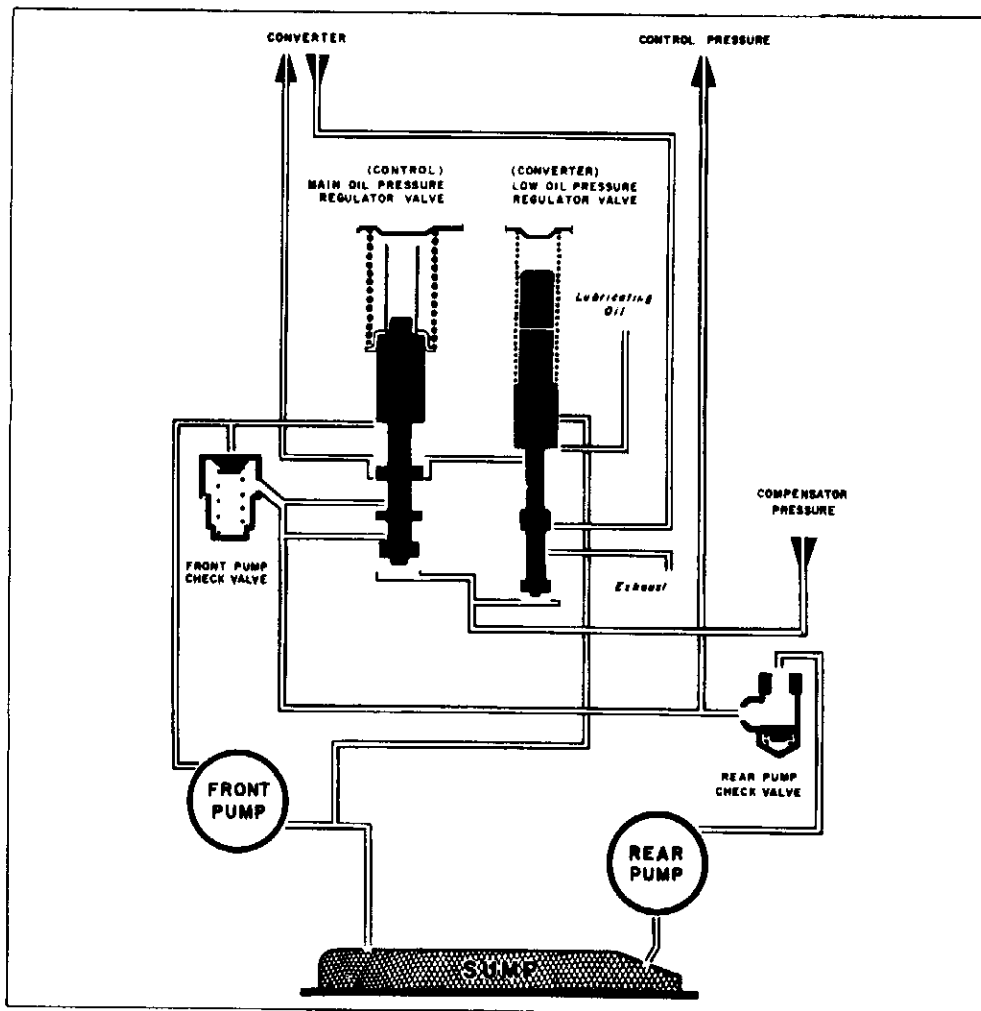 CONVERTER
CONTROL PRESSURE
(CONTROL)
MAIN OIL PRESSURE
REGULATOR VALVE
(CONVERTER)
LOW OIL PRESSURE
REGULATOR VALVE
Lubricating
Oil
COMPENSATOR
PRESSURE
FRONT PUMP
CHECK VALVE
Exhaust
REAR PUMP
CHECK VALVE
FRONT
PUMP
REAR
PUMP
SUMP